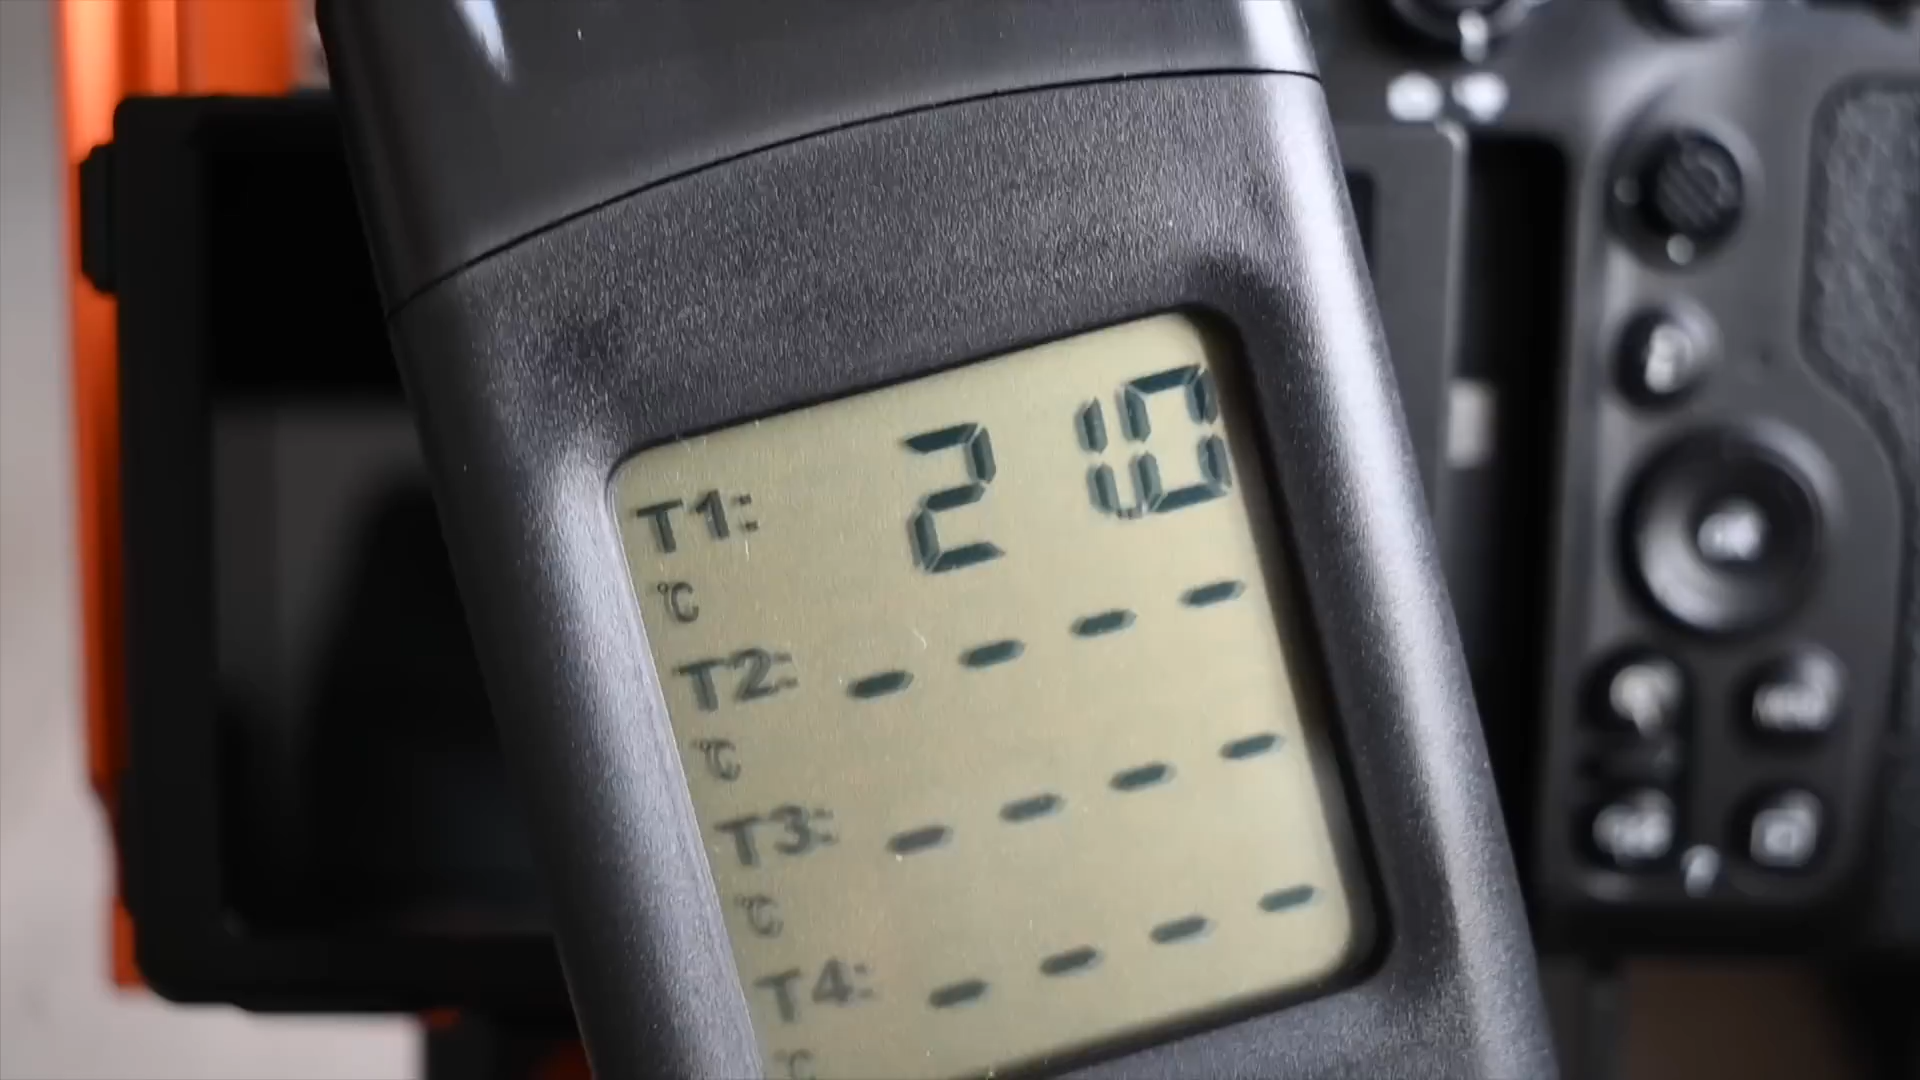 T1: 21.0
℃
T2: - - - -
℃
T3: - - - -
℃
T4: - - - -
℃